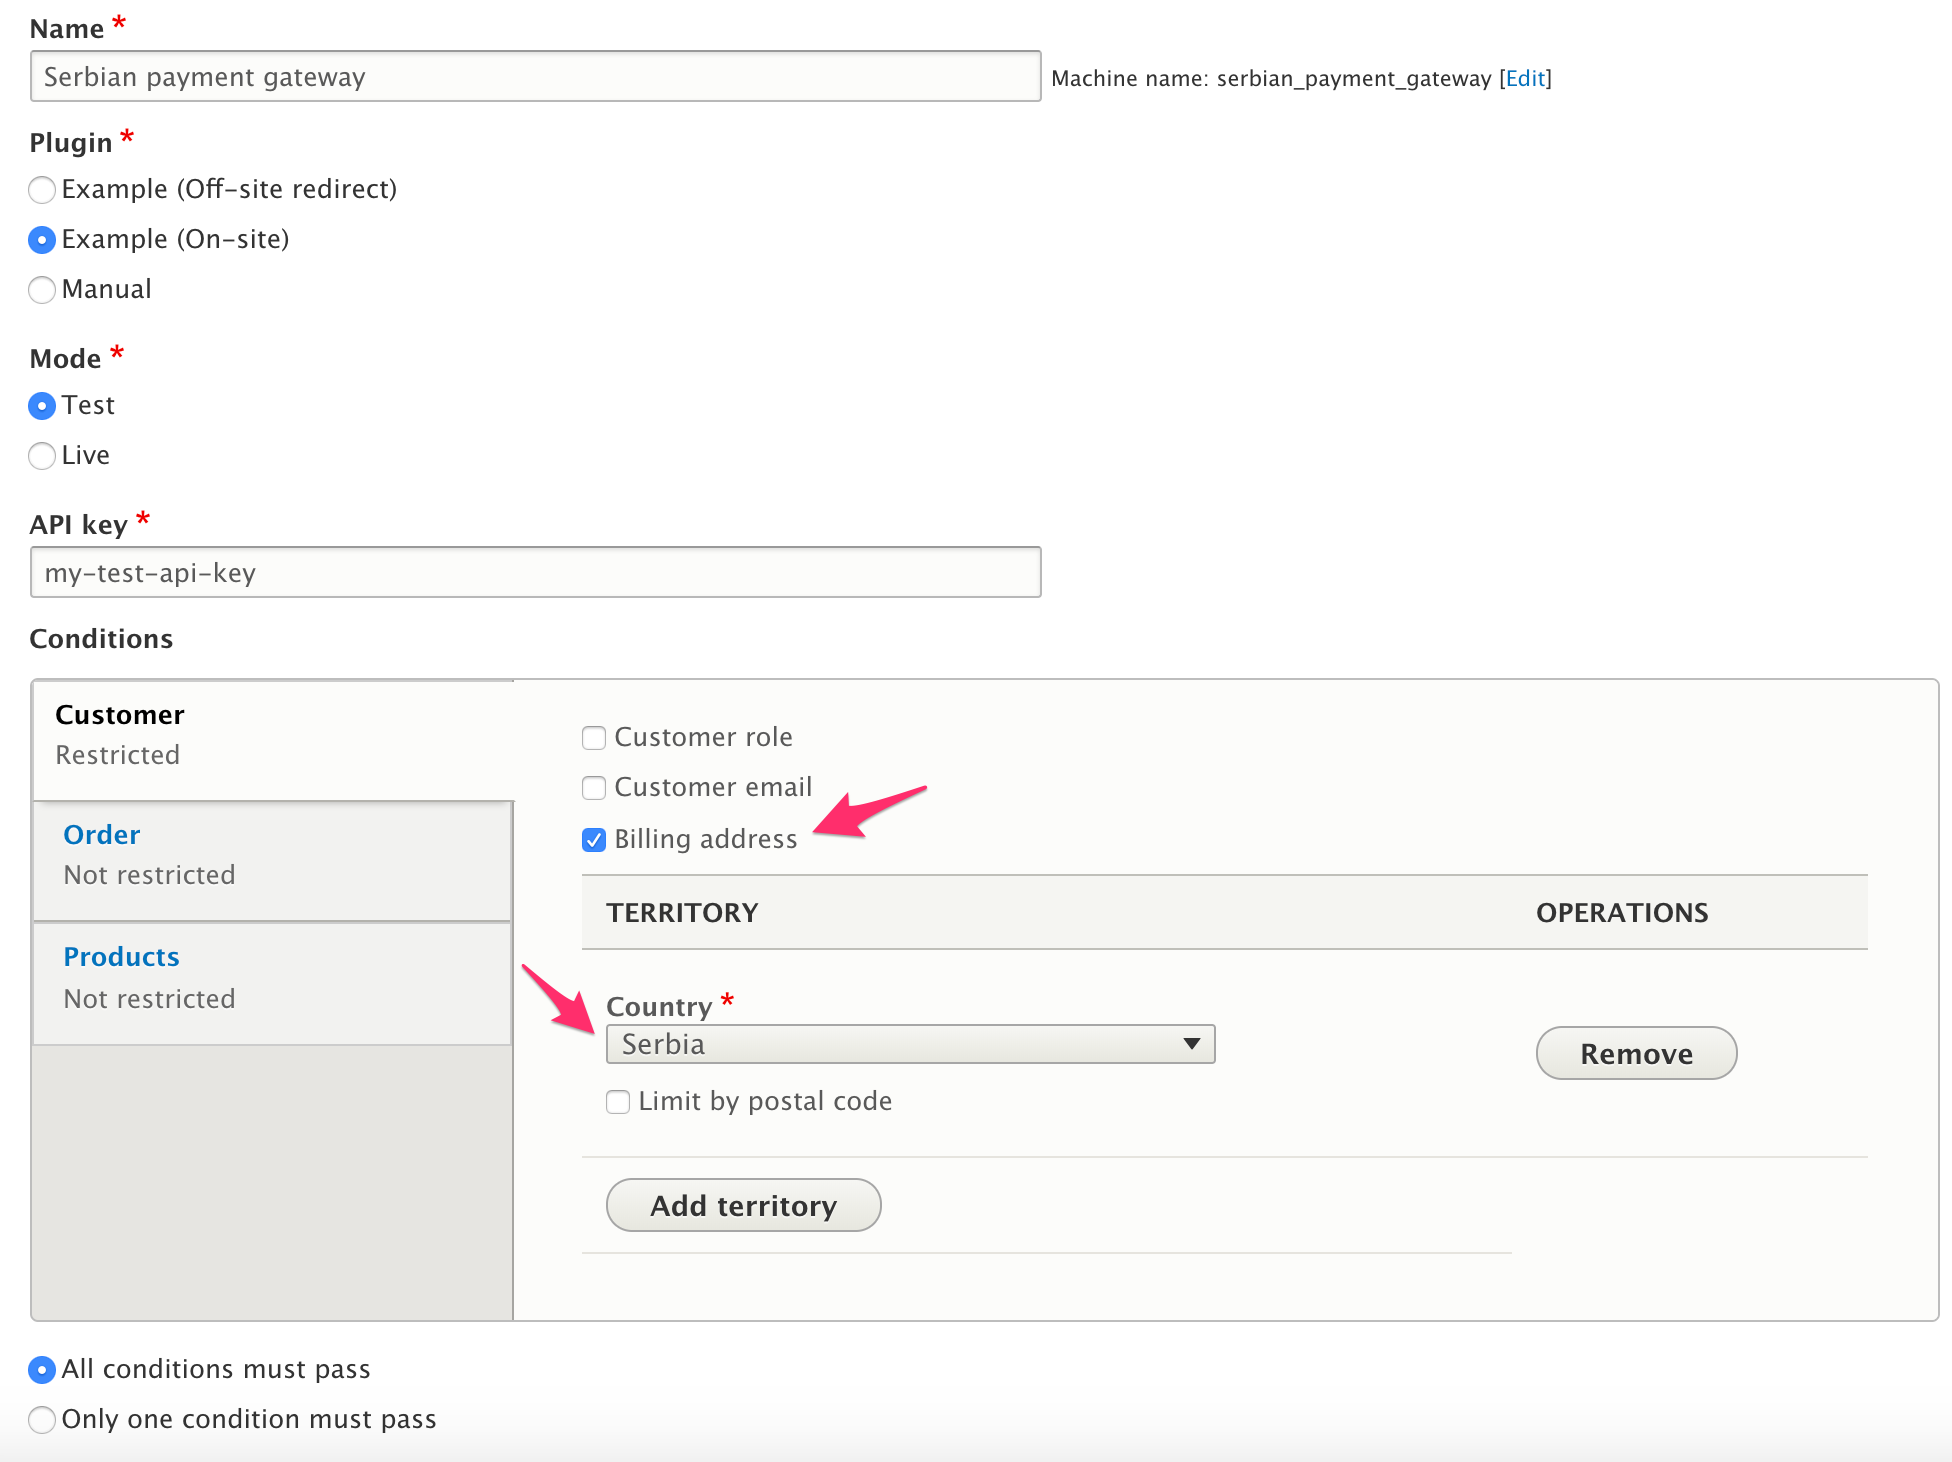 Name *
Serbian payment gateway
Machine name: serbian_payment_gateway [Edit]
Plugin *
Example (Off-site redirect)
Example (On-site)
Manual
Mode *
Test
Live
API key *
my-test-api-key
Conditions
Customer
Restricted
Order
Not restricted
Products
Not restricted
Customer role
Customer email
Billing address
TERRITORY OPERATIONS
Country *
Serbia
Remove
Limit by postal code
Add territory
All conditions must pass
Only one condition must pass